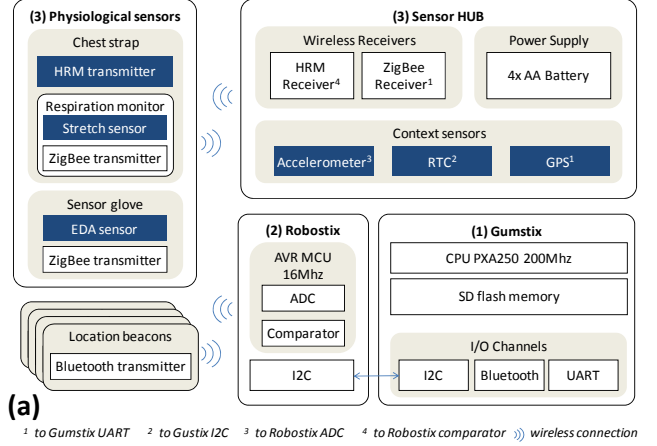 (3) Physiological sensors
Chest strap
HRM transmitter
Respiration monitor
Stretch sensor
ZigBee transmitter
Sensor glove
EDA sensor
ZigBee transmitter
Location beacons
Bluetooth transmitter
(3) Sensor HUB
Wireless Receivers
HRM
Receiver4
ZigBee
Receiver1
Power Supply
4x AA Battery
Context sensors
Accelerometer3
RTC2
GPS1
(2) Robostix
AVR MCU
16Mhz
ADC
Comparator
I2C
(1) Gumstix
CPU PXA250 200Mhz
SD flash memory
I/O Channels
I2C
Bluetooth
UART
(a)
1 to Gumstix UART 2 to Gustix I2C 3 to Robostix ADC 4 to Robostix comparator wireless connection